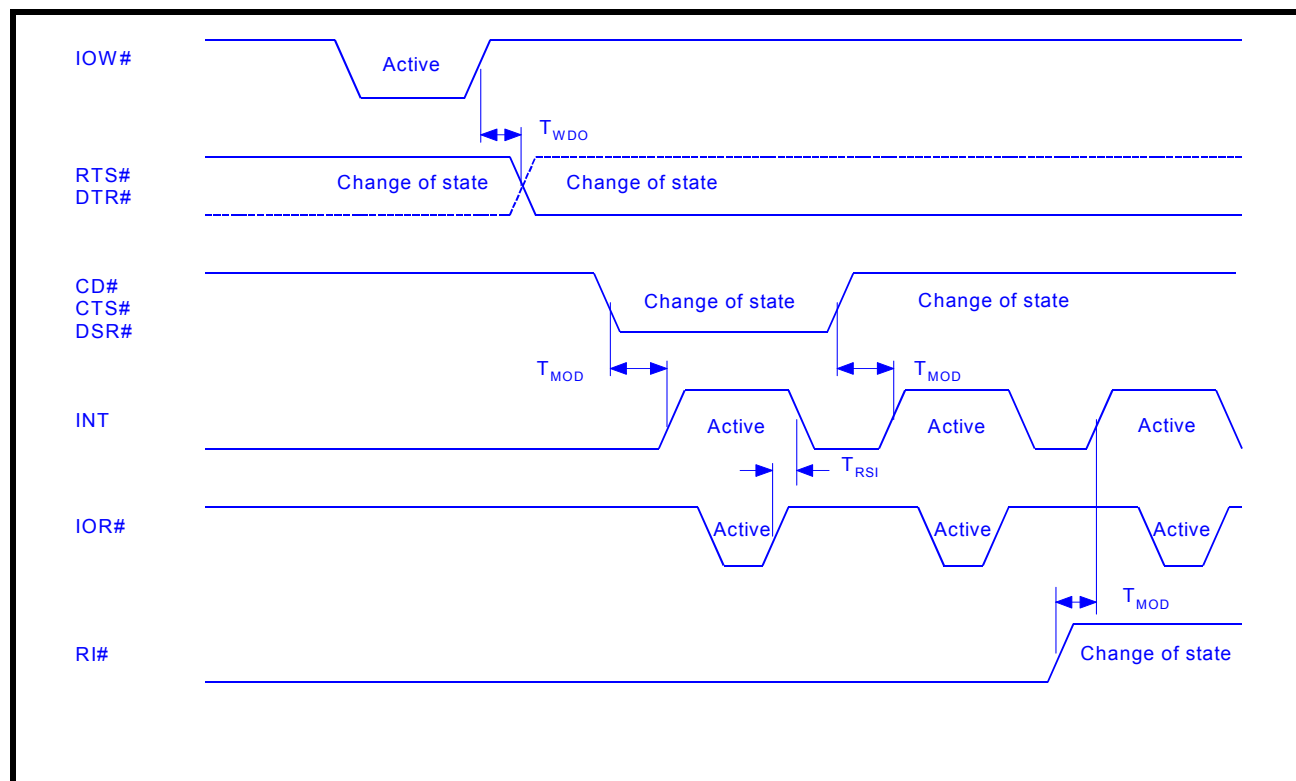 IOW#
Active
TWDO
RTS#
DTR#
Change of state
Change of state
CD#
CTS#
DSR#
Change of state
Change of state
TMOD
TMOD
INT
Active
Active
Active
TRSI
IOR#
Active
Active
Active
TMOD
RI#
Change of state